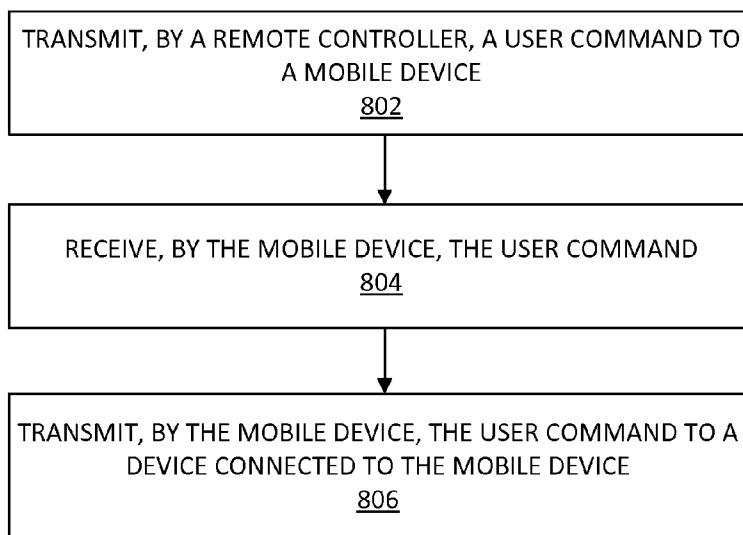 TRANSMIT, BY A REMOTE CONTROLLER, A USER COMMAND TO
A MOBILE DEVICE
802
RECEIVE, BY THE MOBILE DEVICE, THE USER COMMAND
804
TRANSMIT, BY THE MOBILE DEVICE, THE USER COMMAND TO A
DEVICE CONNECTED TO THE MOBILE DEVICE
806